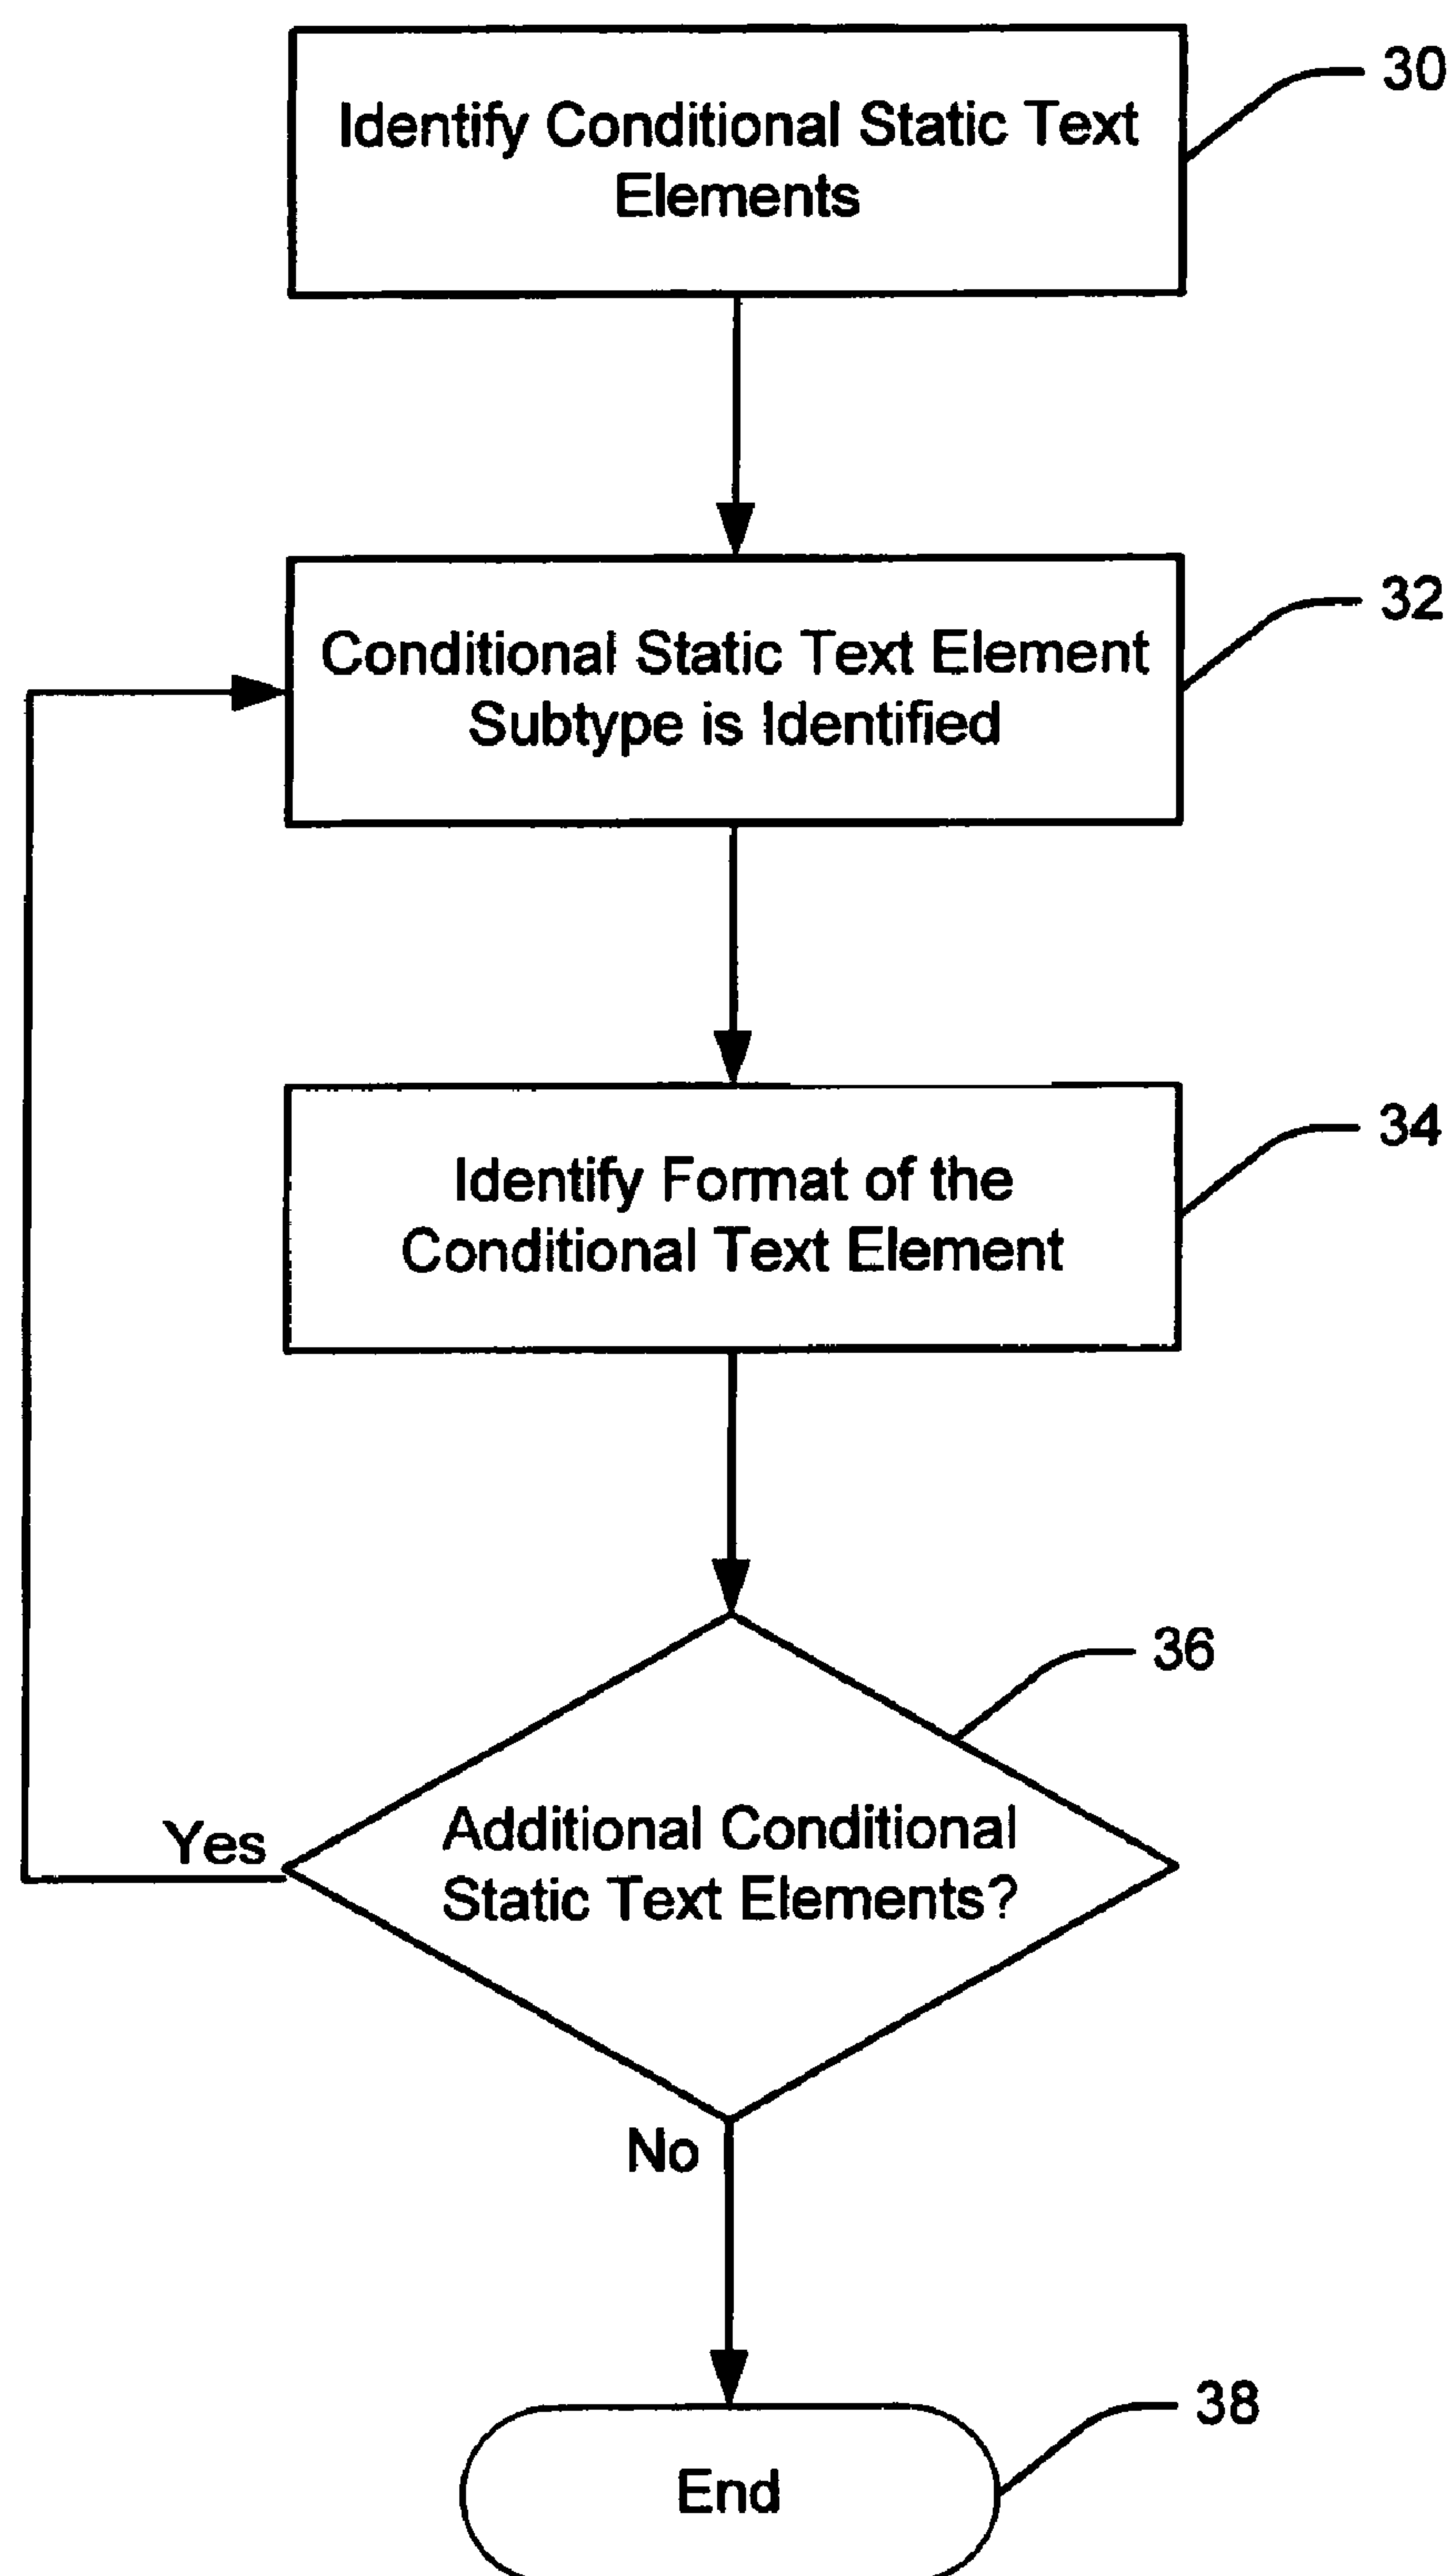 30
Identify Conditional Static Text
Elements
32
Conditional Static Text Element
Subtype is Identified
34
Identify Format of the
Conditional Text Element
36
Yes
Additional Conditional
Static Text Elements?
No
38
End